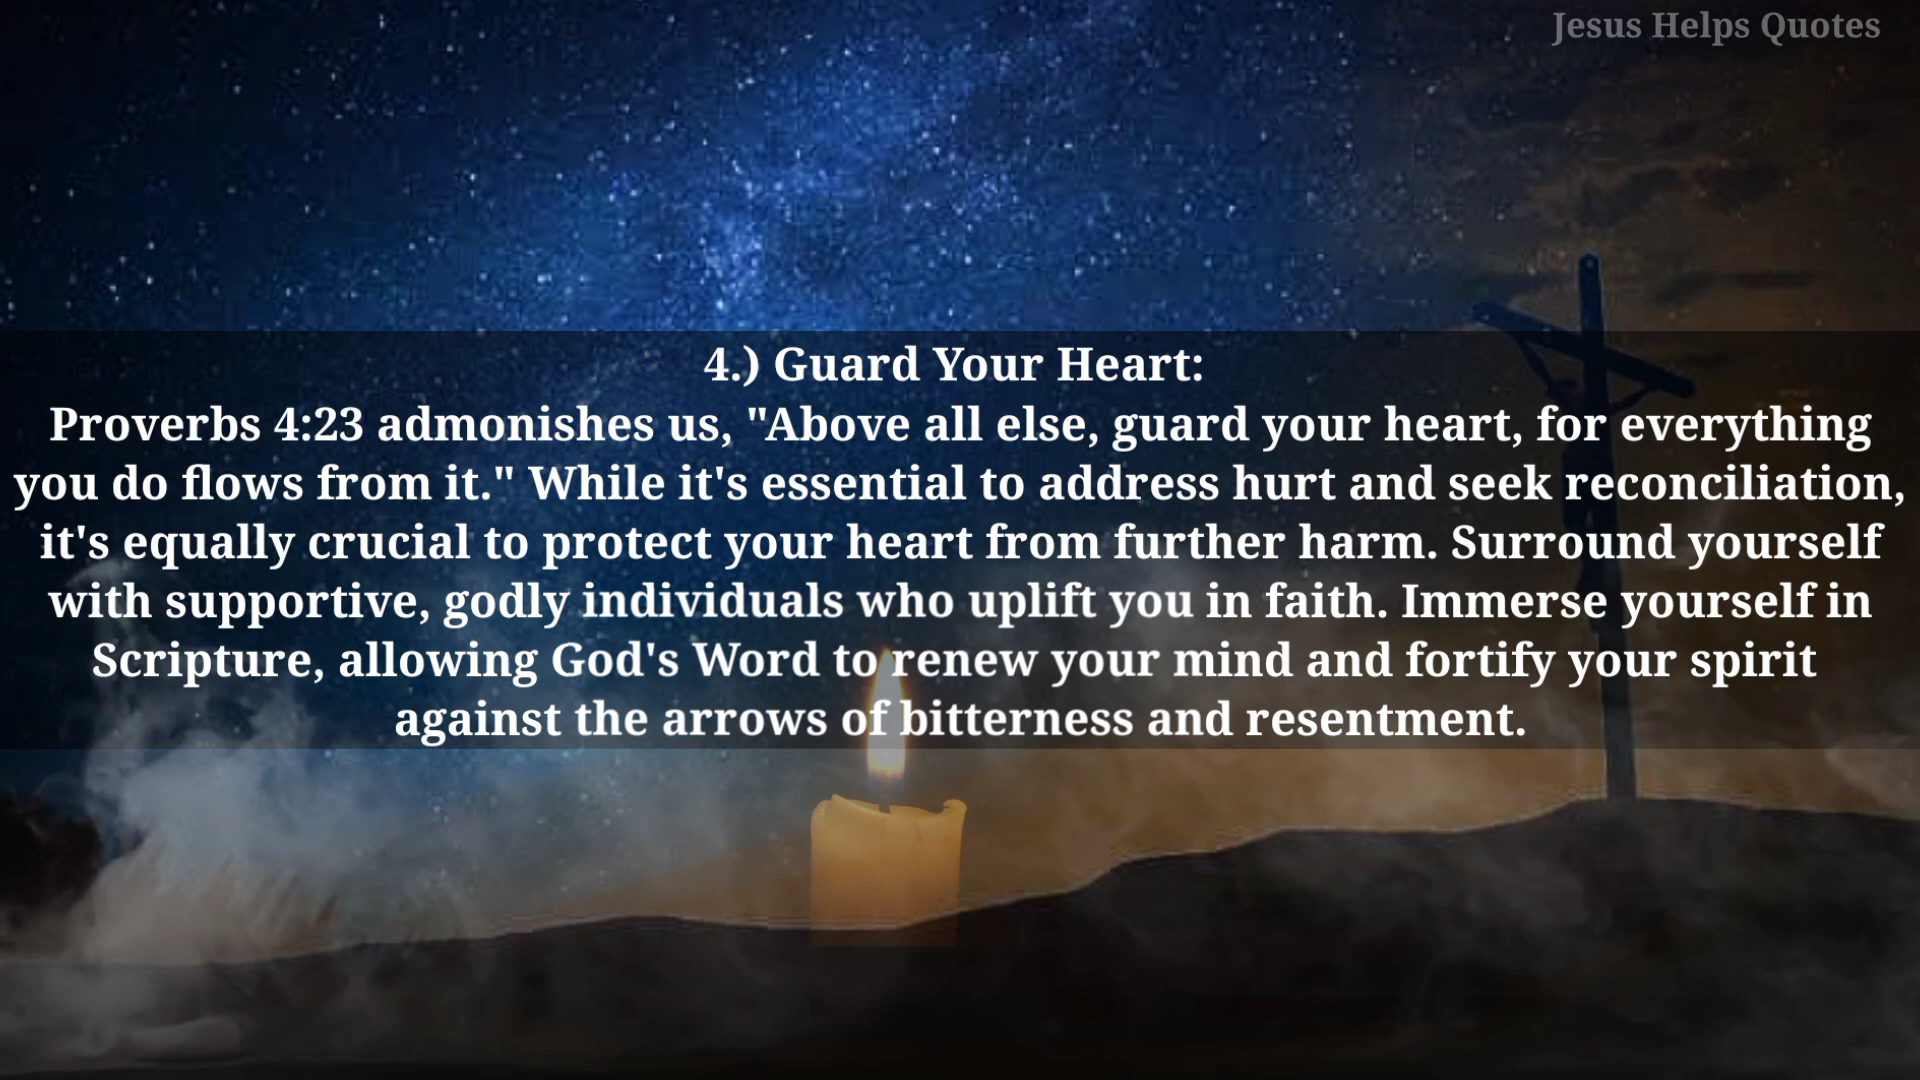 Jesus Helps Quotes
4.) Guard Your Heart:
Proverbs 4:23 admonishes us, "Above all else, guard your heart, for everything
you do flows from it." While it's essential to address hurt and seek reconciliation,
it's equally crucial to protect your heart from further harm. Surround yourself
with supportive, godly individuals who uplift you in faith. Immerse yourself in
Scripture, allowing God's Word to renew your mind and fortify your spirit
against the arrows of bitterness and resentment.